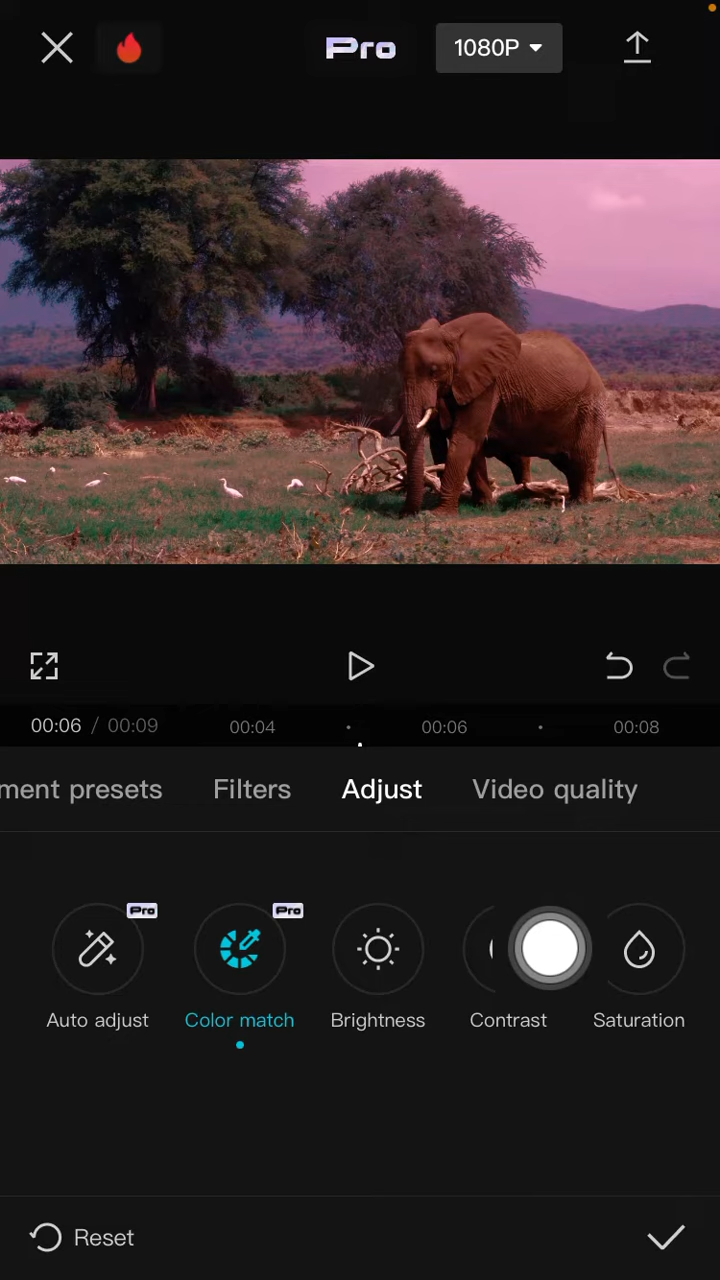 Pro 1080P
00:06 / 00:09 00:04 00:06 00:08
ment presets Filters Adjust Video quality
Pro Pro
Auto adjust Color match Brightness Contrast Saturation
Reset